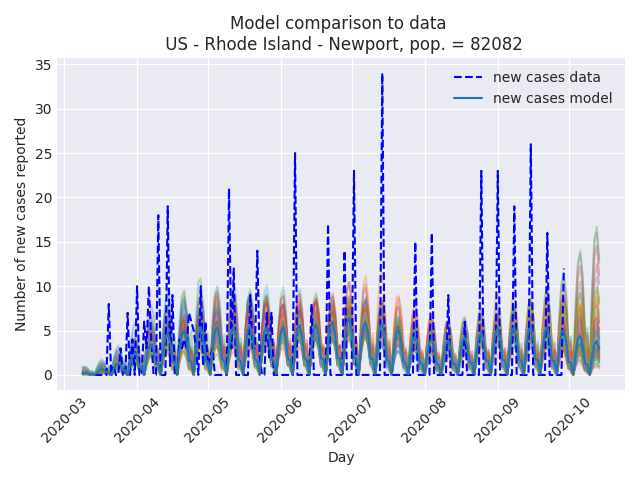 Model comparison to data
US - Rhode Island - Newport, pop. = 82082
new cases data
new cases model
Number of new cases reported
35
30
25
20
15
10
5
0
2020-03
2020-04
2020-05
2020-06
2020-07
2020-08
2020-09
2020-10
Day